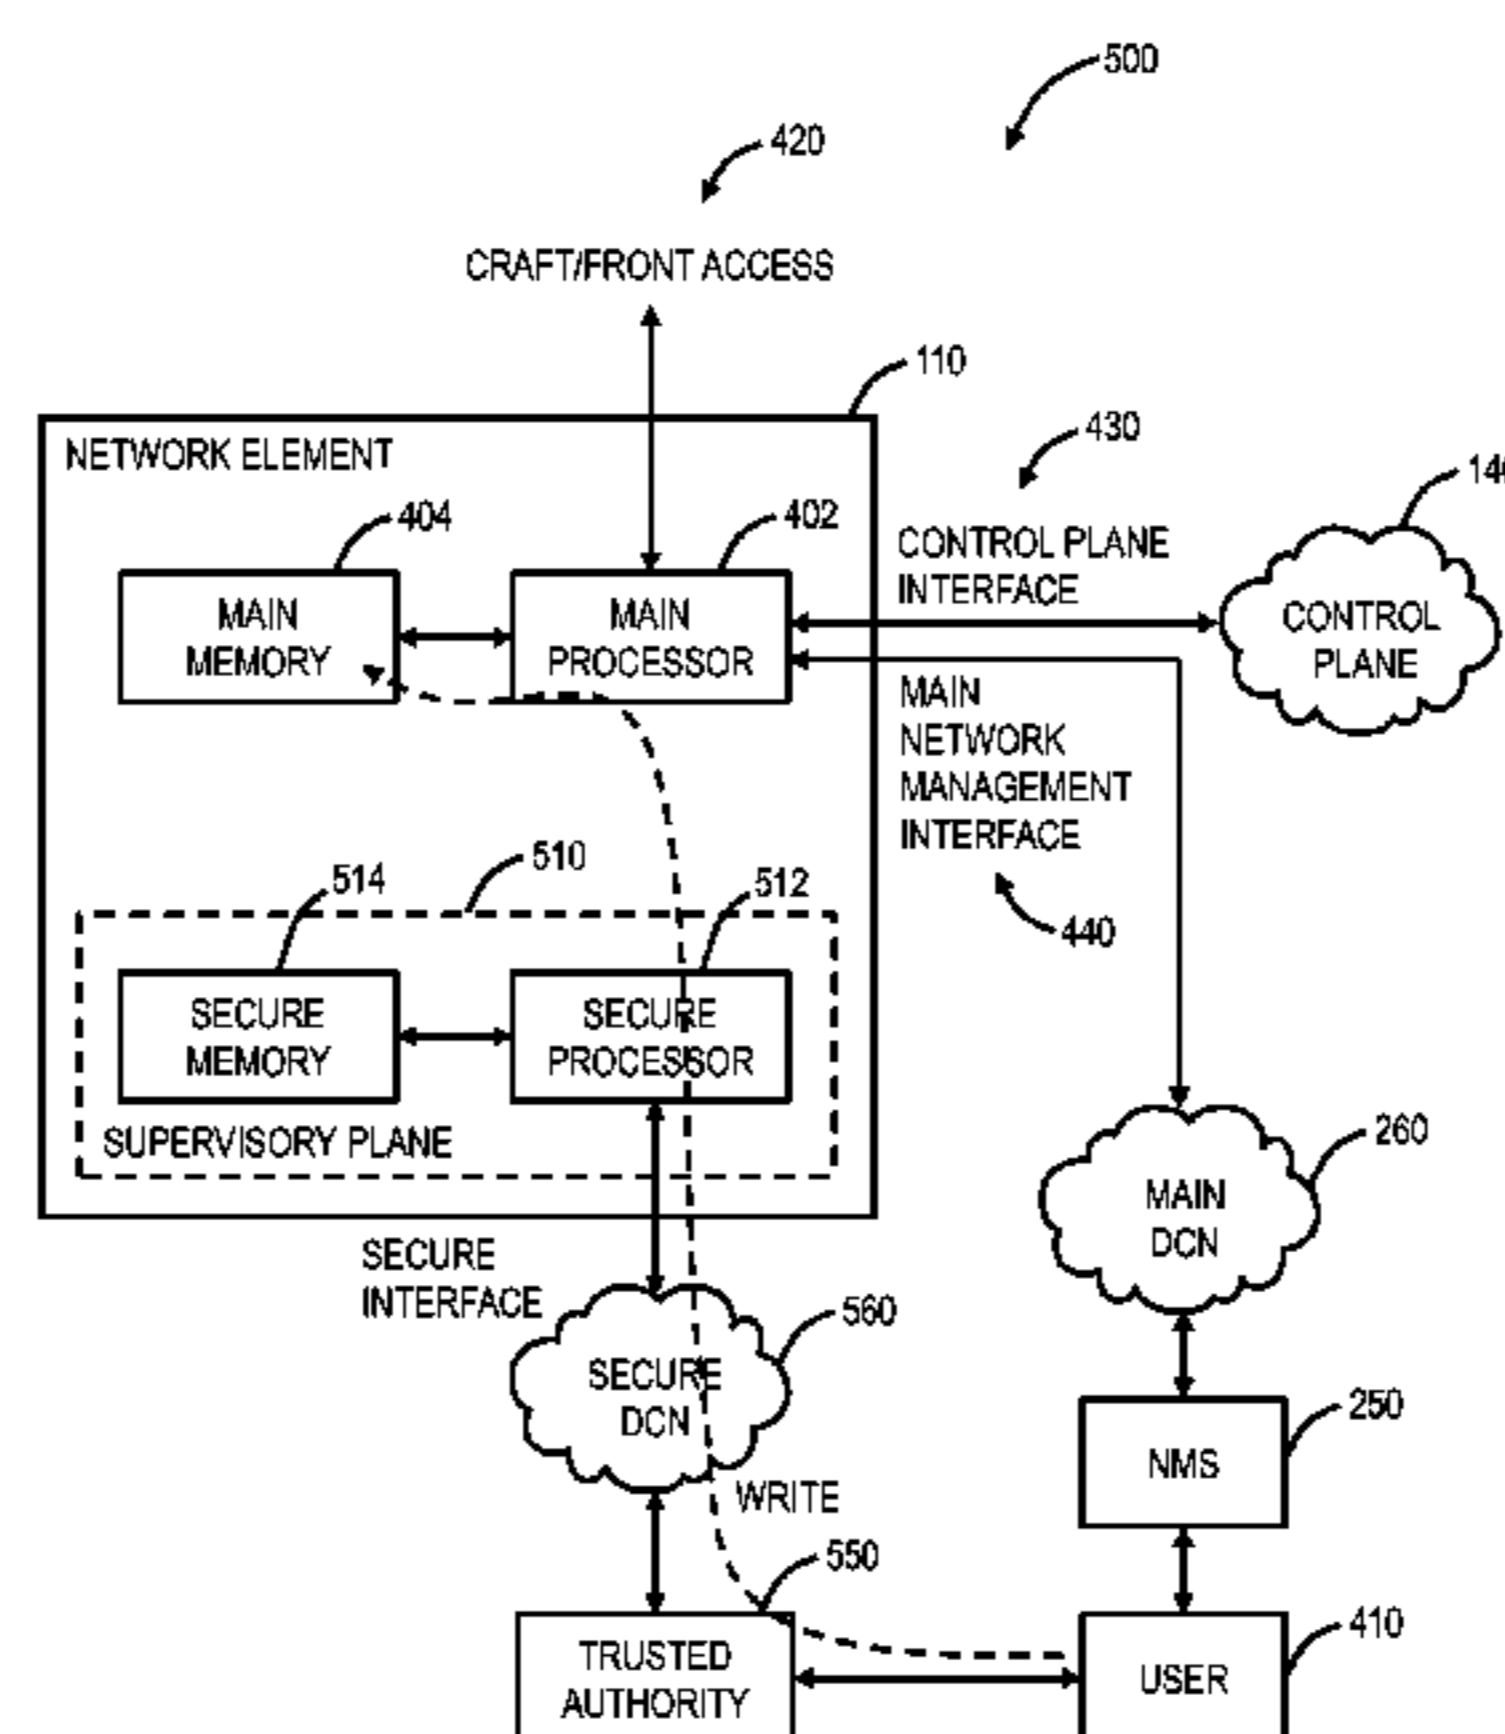 500
420
CRAFT/FRONT ACCESS
110
NETWORK ELEMENT
430
404
402
CONTROL PLANE
INTERFACE
MAIN
MEMORY
MAIN
PROCESSOR
CONTROL
PLANE
MAIN
NETWORK
MANAGEMENT
INTERFACE
440
514
510
512
SECURE
MEMORY
SECURE
PROCESSOR
SUPERVISORY PLANE
260
MAIN
DCN
SECURE
INTERFACE
560
SECURE
DCN
250
NMS
WRITE
550
TRUSTED
AUTHORITY
410
USER